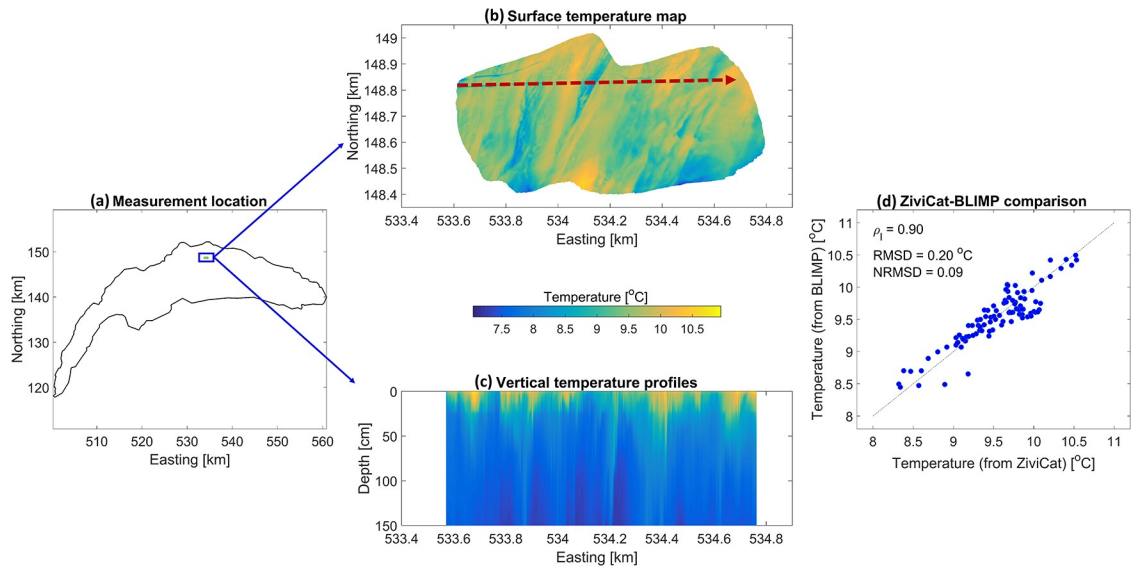 (b) Surface temperature map
149
148.9
148.8
148.7
148.6
148.5
148.4
Northing [km]
533.4 533.6 533.8 534 534.2 534.4 534.6 534.8
Easting [km]
(a) Measurement location
150
140
130
120
Northing [km]
510 520 530 540 550 560
Easting [km]
Temperature [°C]
7.5 8 8.5 9 9.5 10 10.5
(c) Vertical temperature profiles
0
50
100
150
Depth [cm]
533.4 533.6 533.8 534 534.2 534.4 534.6 534.8
Easting [km]
(d) ZiviCat-BLIMP comparison
ρl = 0.90
RMSD = 0.20 °C
NRMSD = 0.09
11
10.5
10
9.5
9
8.5
8
Temperature (from BLIMP) [°C]
8 8.5 9 9.5 10 10.5 11
Temperature (from ZiviCat) [°C]